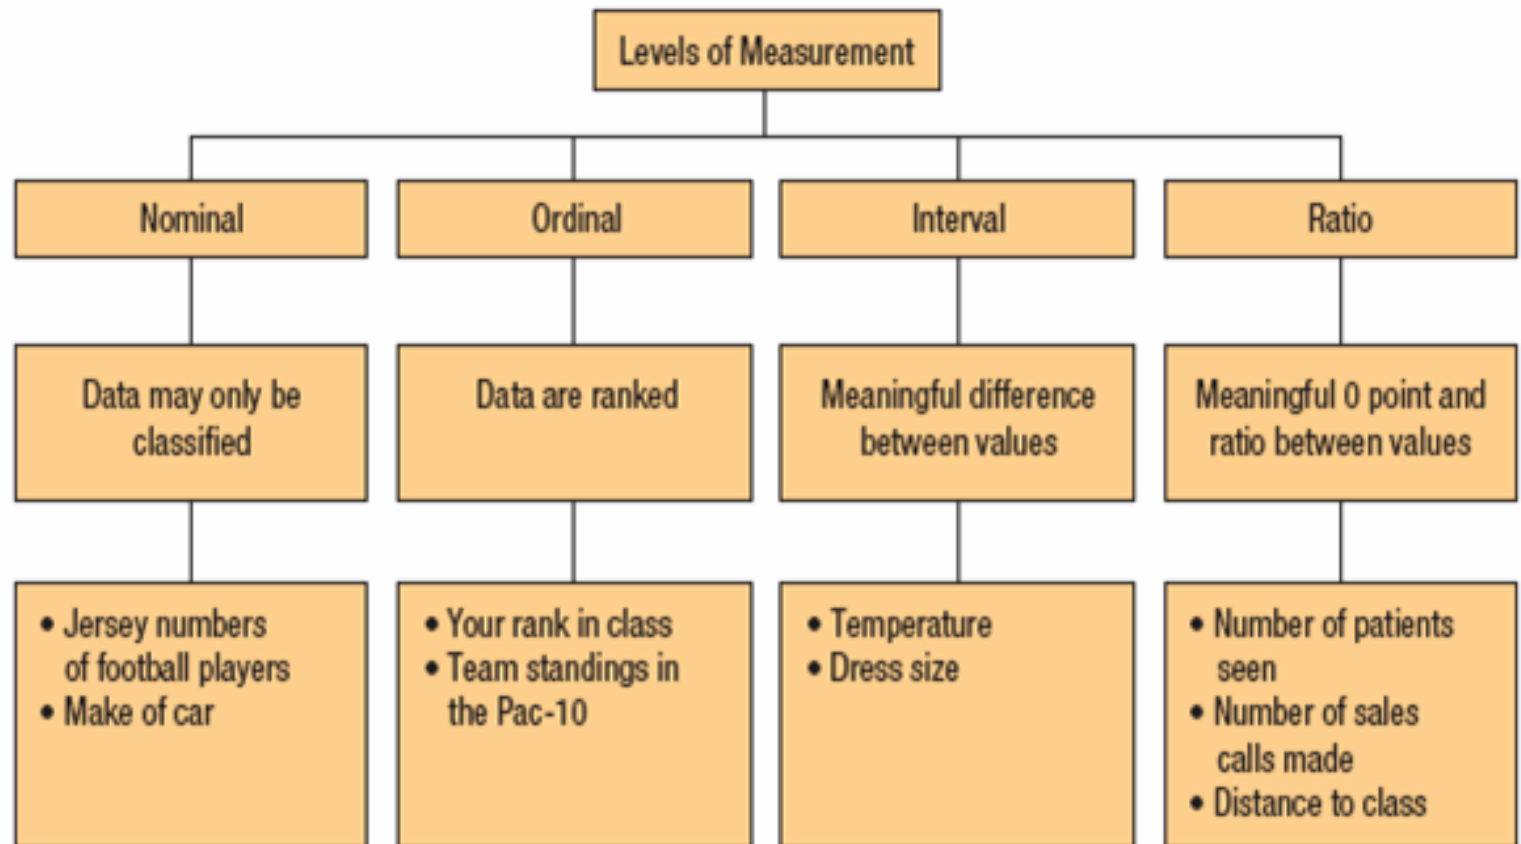 Levels of Measurement
Nominal
Ordinal
Interval
Ratio
Data may only be
classified
Data are ranked
Meaningful difference
between values
Meaningful 0 point and
ratio between values
• Jersey numbers
of football players
• Make of car
• Your rank in class
• Team standings in
the Pac-10
• Temperature
• Dress size
• Number of patients
seen
• Number of sales
calls made
• Distance to class